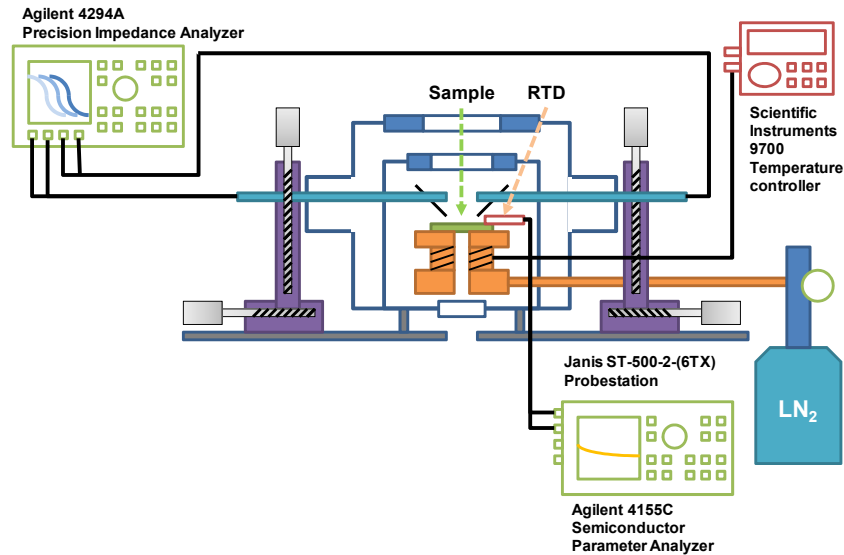 Agilent 4294A
Precision Impedance Analyzer
Sample
RTD
Scientific
Instruments
9700
Temperature
controller
Janis ST-500-2-(6TX)
Probestation
LN₂
Agilent 4155C
Semiconductor
Parameter Analyzer